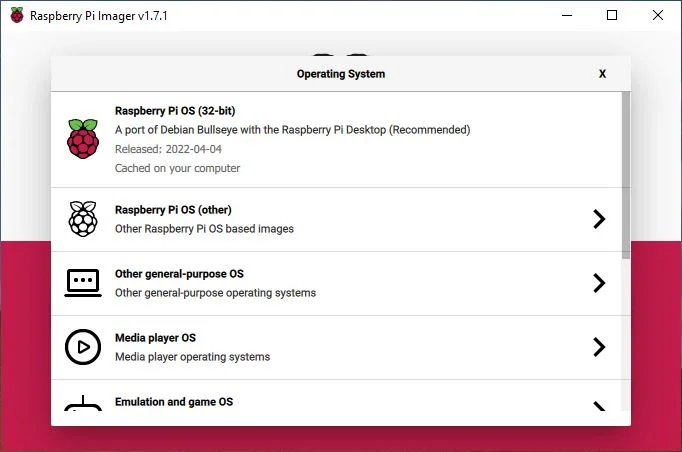 Raspberry Pi Imager v1.7.1
Operating System
X
Raspberry Pi OS (32-bit)
A port of Debian Bullseye with the Raspberry Pi Desktop (Recommended)
Released: 2022-04-04
Cached on your computer
Raspberry Pi OS (other)
Other Raspberry Pi OS based images
Other general-purpose OS
Other general-purpose operating systems
Media player OS
Media player operating systems
Emulation and game OS